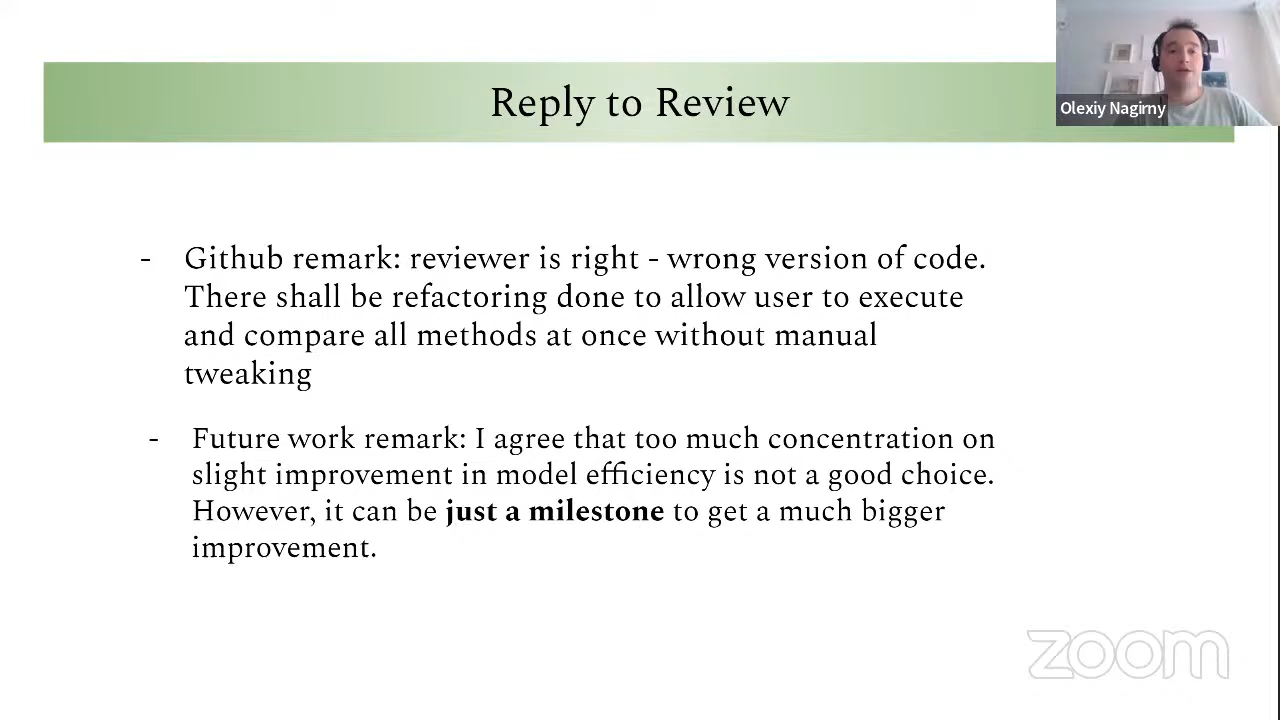 Reply to Review
Olexiy Nagirny
- Github remark: reviewer is right - wrong version of code.
There shall be refactoring done to allow user to execute
and compare all methods at once without manual
tweaking
- Future work remark: I agree that too much concentration on
slight improvement in model efficiency is not a good choice.
However, it can be just a milestone to get a much bigger
improvement.
zoom